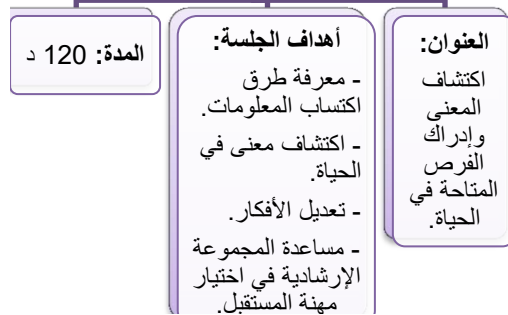 العنوان:
اكتشاف
المعنى
وإدراك
الفرص
المتاحة في
الحياة.
أهداف الجلسة:
- معرفة طرق
اكتساب المعلومات.
- اكتشاف معنى في
الحياة.
- تعديل الأفكار.
- مساعدة المجموعة
الإرشادية في اختيار
مهنة المستقبل.
المدة: 120 د